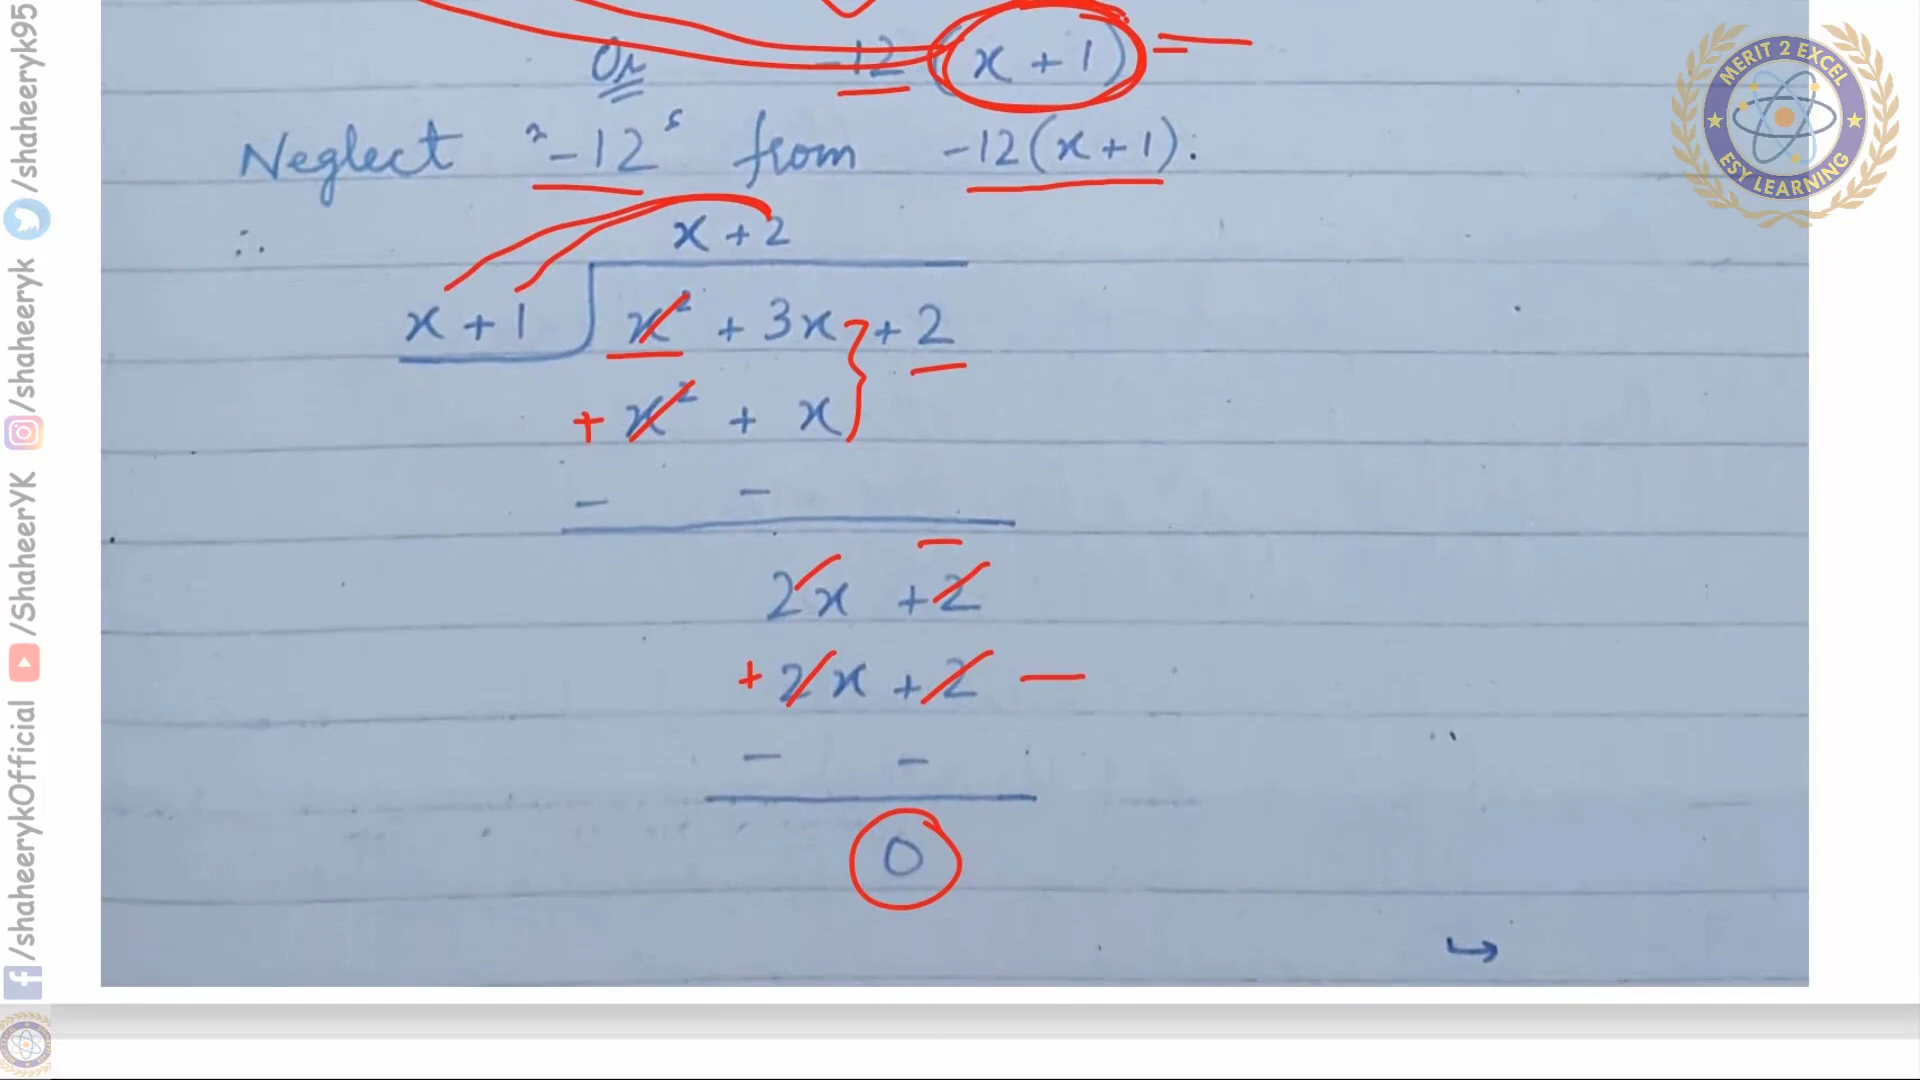 Or -12 (x + 1)
Neglect "-12" from -12(x+1):
∴ x + 2
x + 1 x² + 3x + 2
+ x² + x
- -
2x + 2
+ 2x + 2
- -
0
/shaheerykOfficial /ShaheerYK /shaheeryk /shaheeryk95
MERIT 2 EXCEL
ESY LEARNING